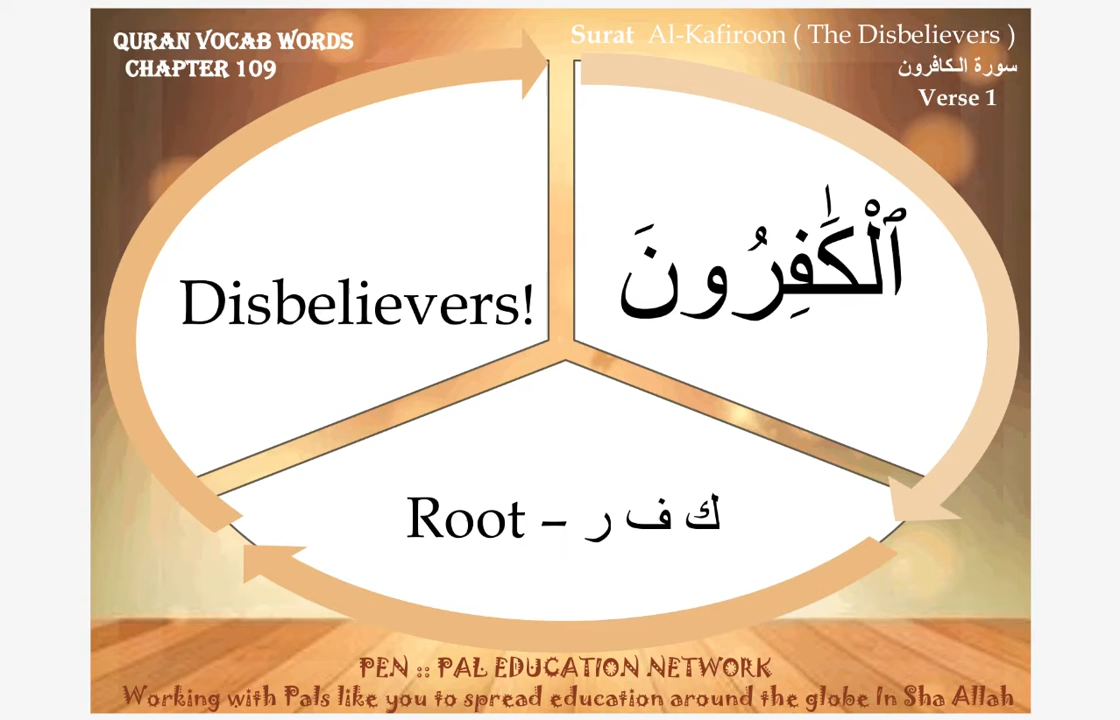 QURAN VOCAB WORDS
CHAPTER 109
Surat Al-Kafiroon ( The Disbelievers )
سورة الكافرون
Verse 1
Disbelievers!
ٱلْكَـٰفِرُونَ
Root – ك ف ر
PEN :: PAL EDUCATION NETWORK
Working with Pals like you to spread education around the globe In Sha Allah